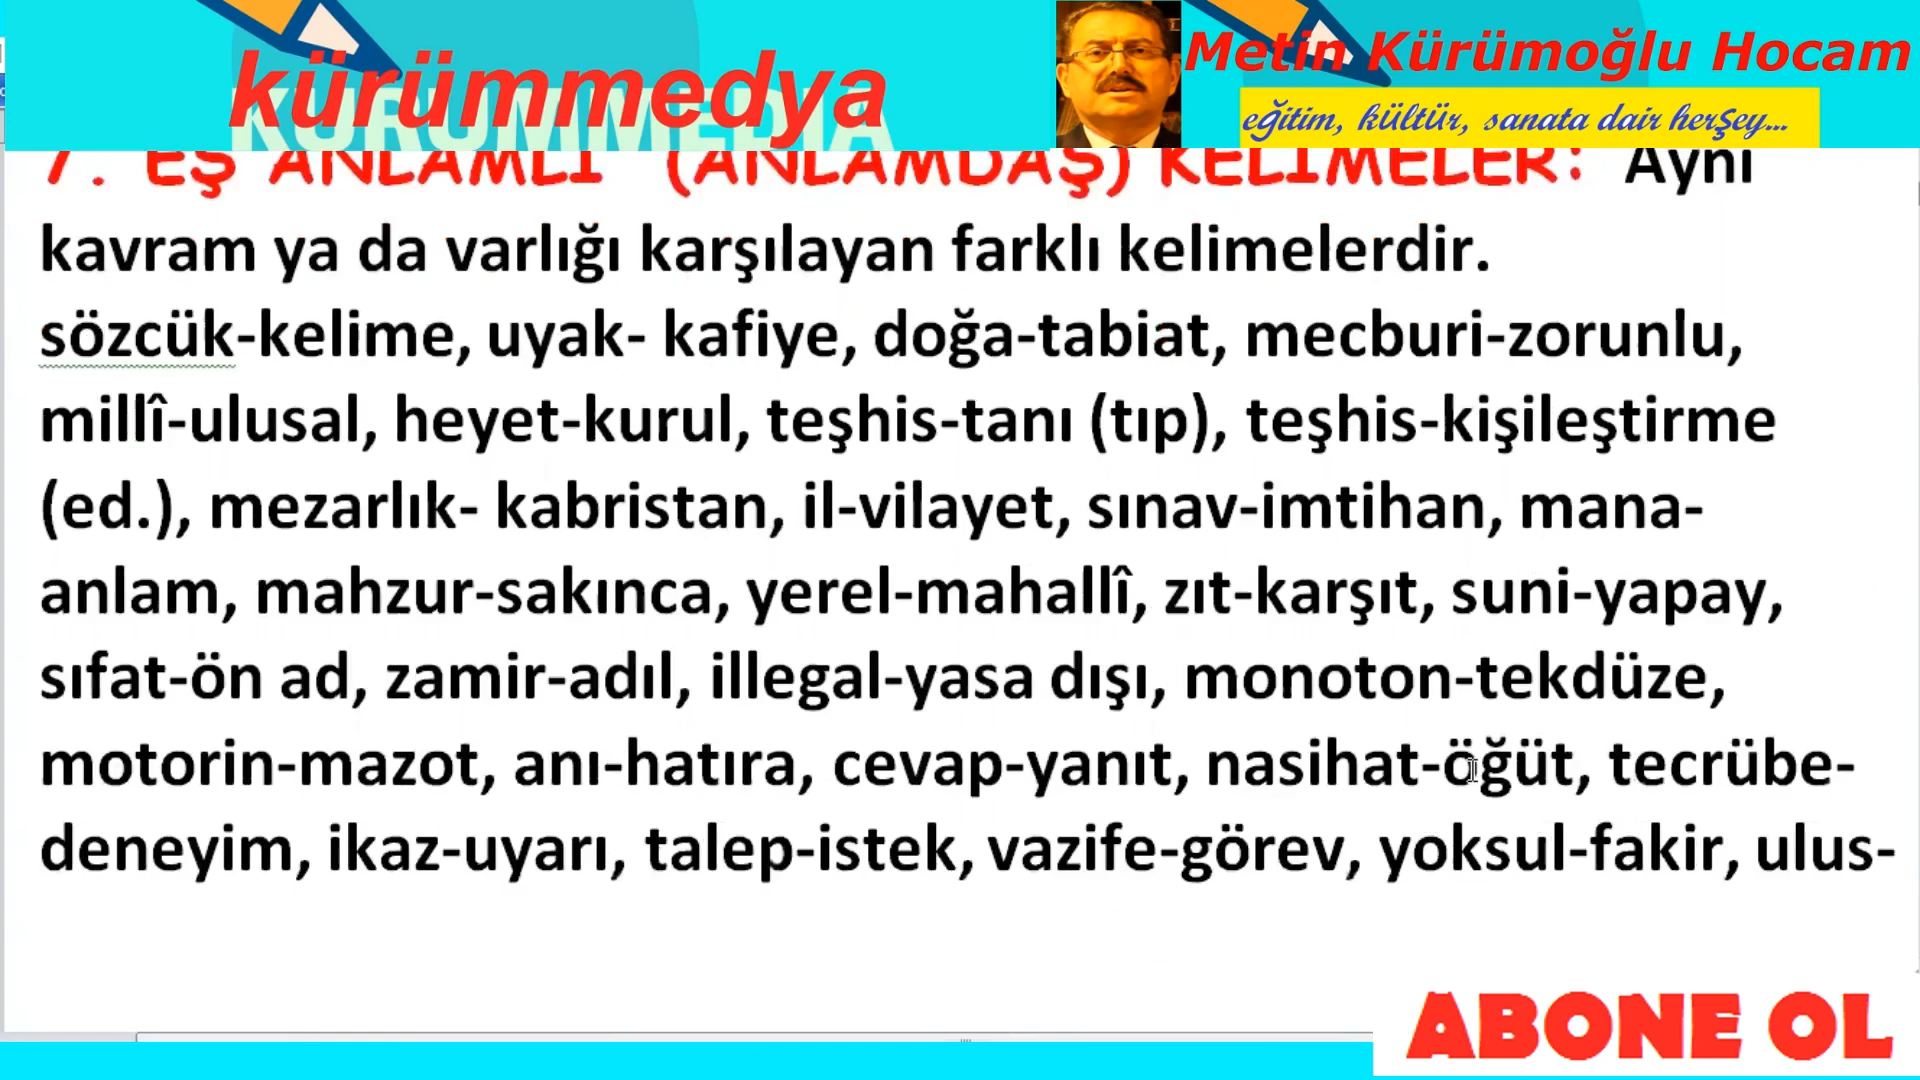 kürümmedya
KÜRÜMMEDIA
Metin Kürümoğlu Hocam
eğitim, kültür, sanata dair herşey...
7. EŞ ANLAMLI (ANLAMDAŞ) KELİMELER: Aynı
kavram ya da varlığı karşılayan farklı kelimelerdir.
sözcük-kelime, uyak- kafiye, doğa-tabiat, mecburi-zorunlu,
millî-ulusal, heyet-kurul, teşhis-tanı (tıp), teşhis-kişileştirme
(ed.), mezarlık- kabristan, il-vilayet, sınav-imtihan, mana-
anlam, mahzur-sakınca, yerel-mahallî, zıt-karşıt, suni-yapay,
sıfat-ön ad, zamir-adıl, illegal-yasa dışı, monoton-tekdüze,
motorin-mazot, anı-hatıra, cevap-yanıt, nasihat-öğüt, tecrübe-
deneyim, ikaz-uyarı, talep-istek, vazife-görev, yoksul-fakir, ulus-
ABONE OL